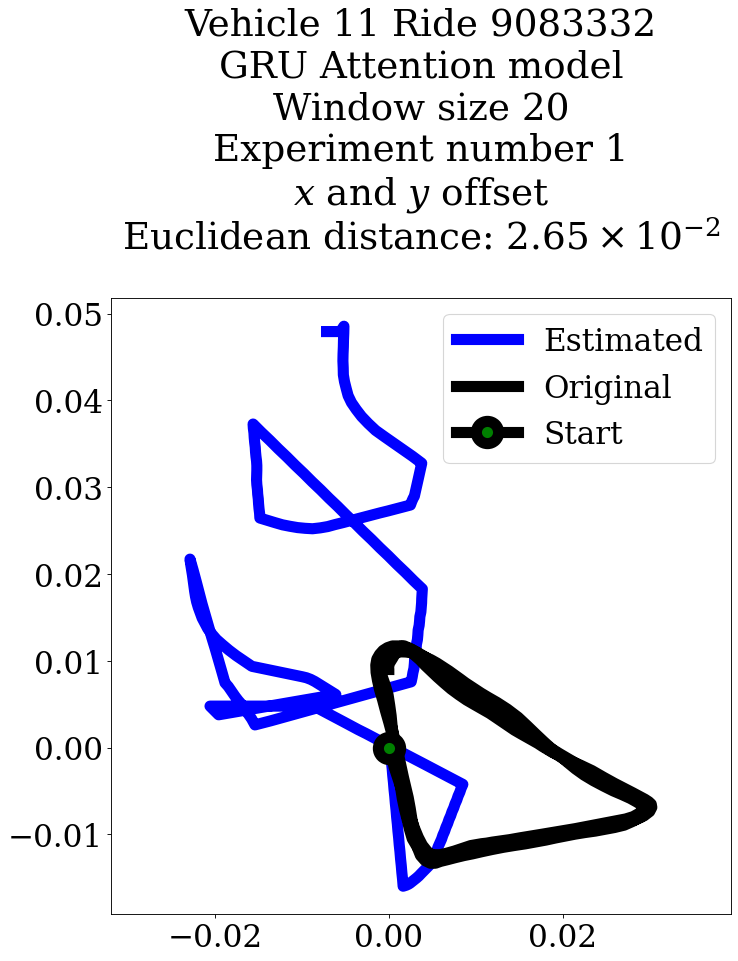 Vehicle 11 Ride 9083332
GRU Attention model
Window size 20
Experiment number 1
x and y offset
Euclidean distance: 2.65 × 10⁻²
0.05
0.04
0.03
0.02
0.01
0.00
−0.01
Estimated
Original
Start
−0.02
0.00
0.02